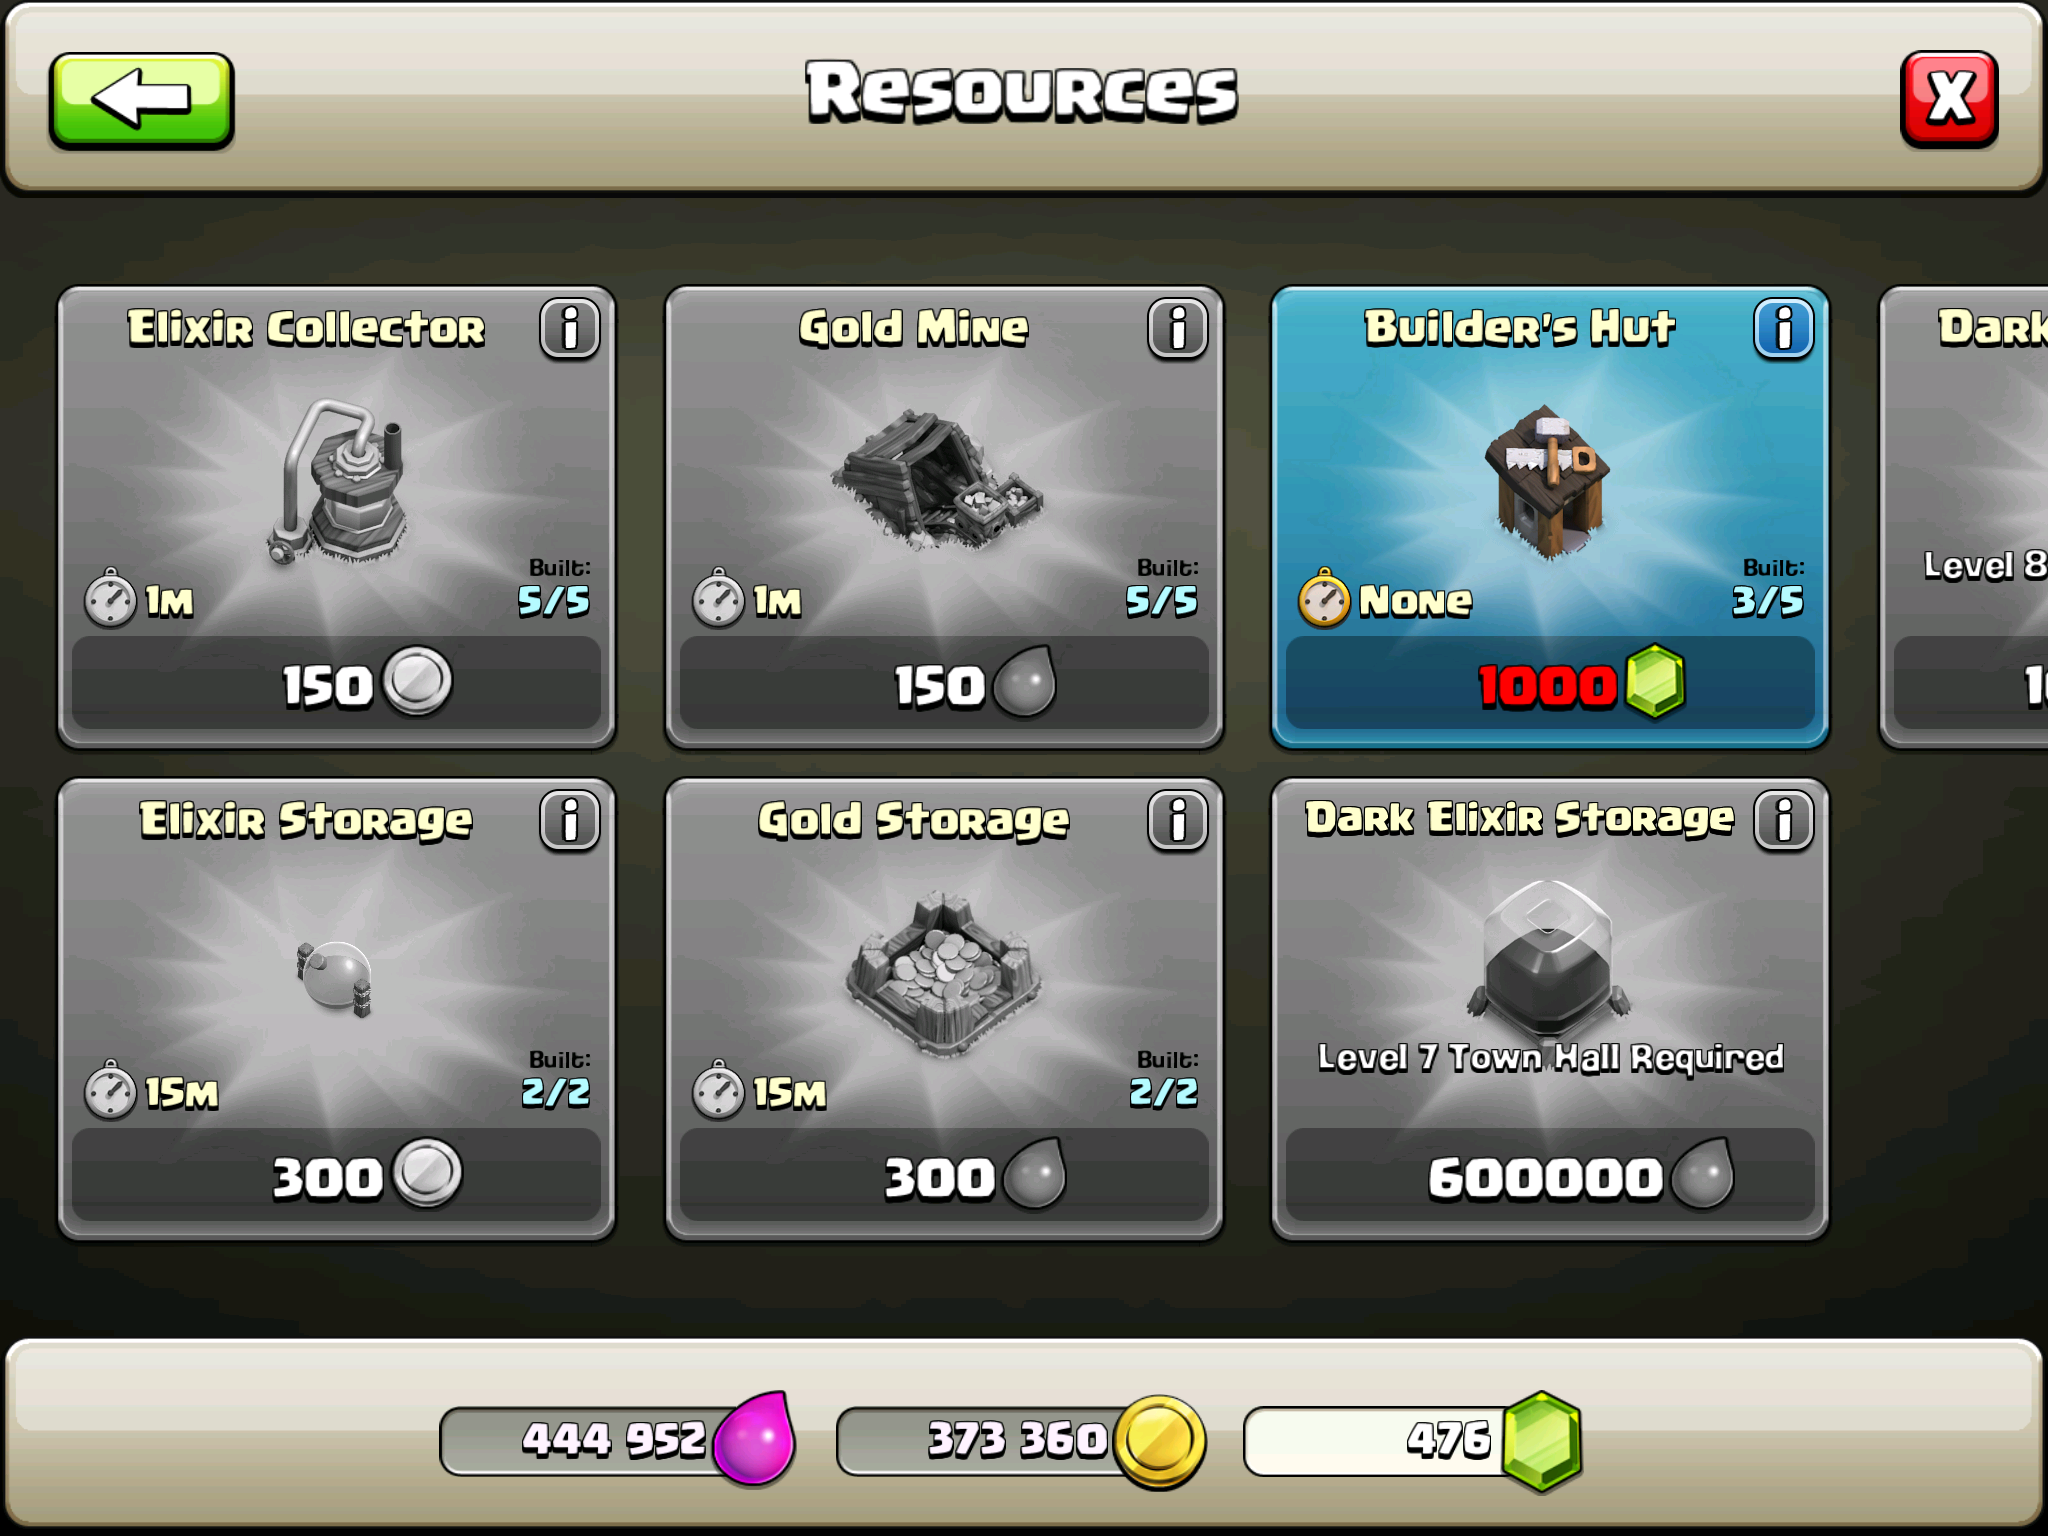 Resources
X
Elixir Collector
i
Built:
1m
5/5
150
Gold Mine
i
Built:
1m
5/5
150
Builder's Hut
i
Built:
None
3/5
1000
Dark
Level 8
Elixir Storage
i
Built:
15m
2/2
300
Gold Storage
i
Built:
15m
2/2
300
Dark Elixir Storage
i
Level 7 Town Hall Required
600000
444 952
373 360
476